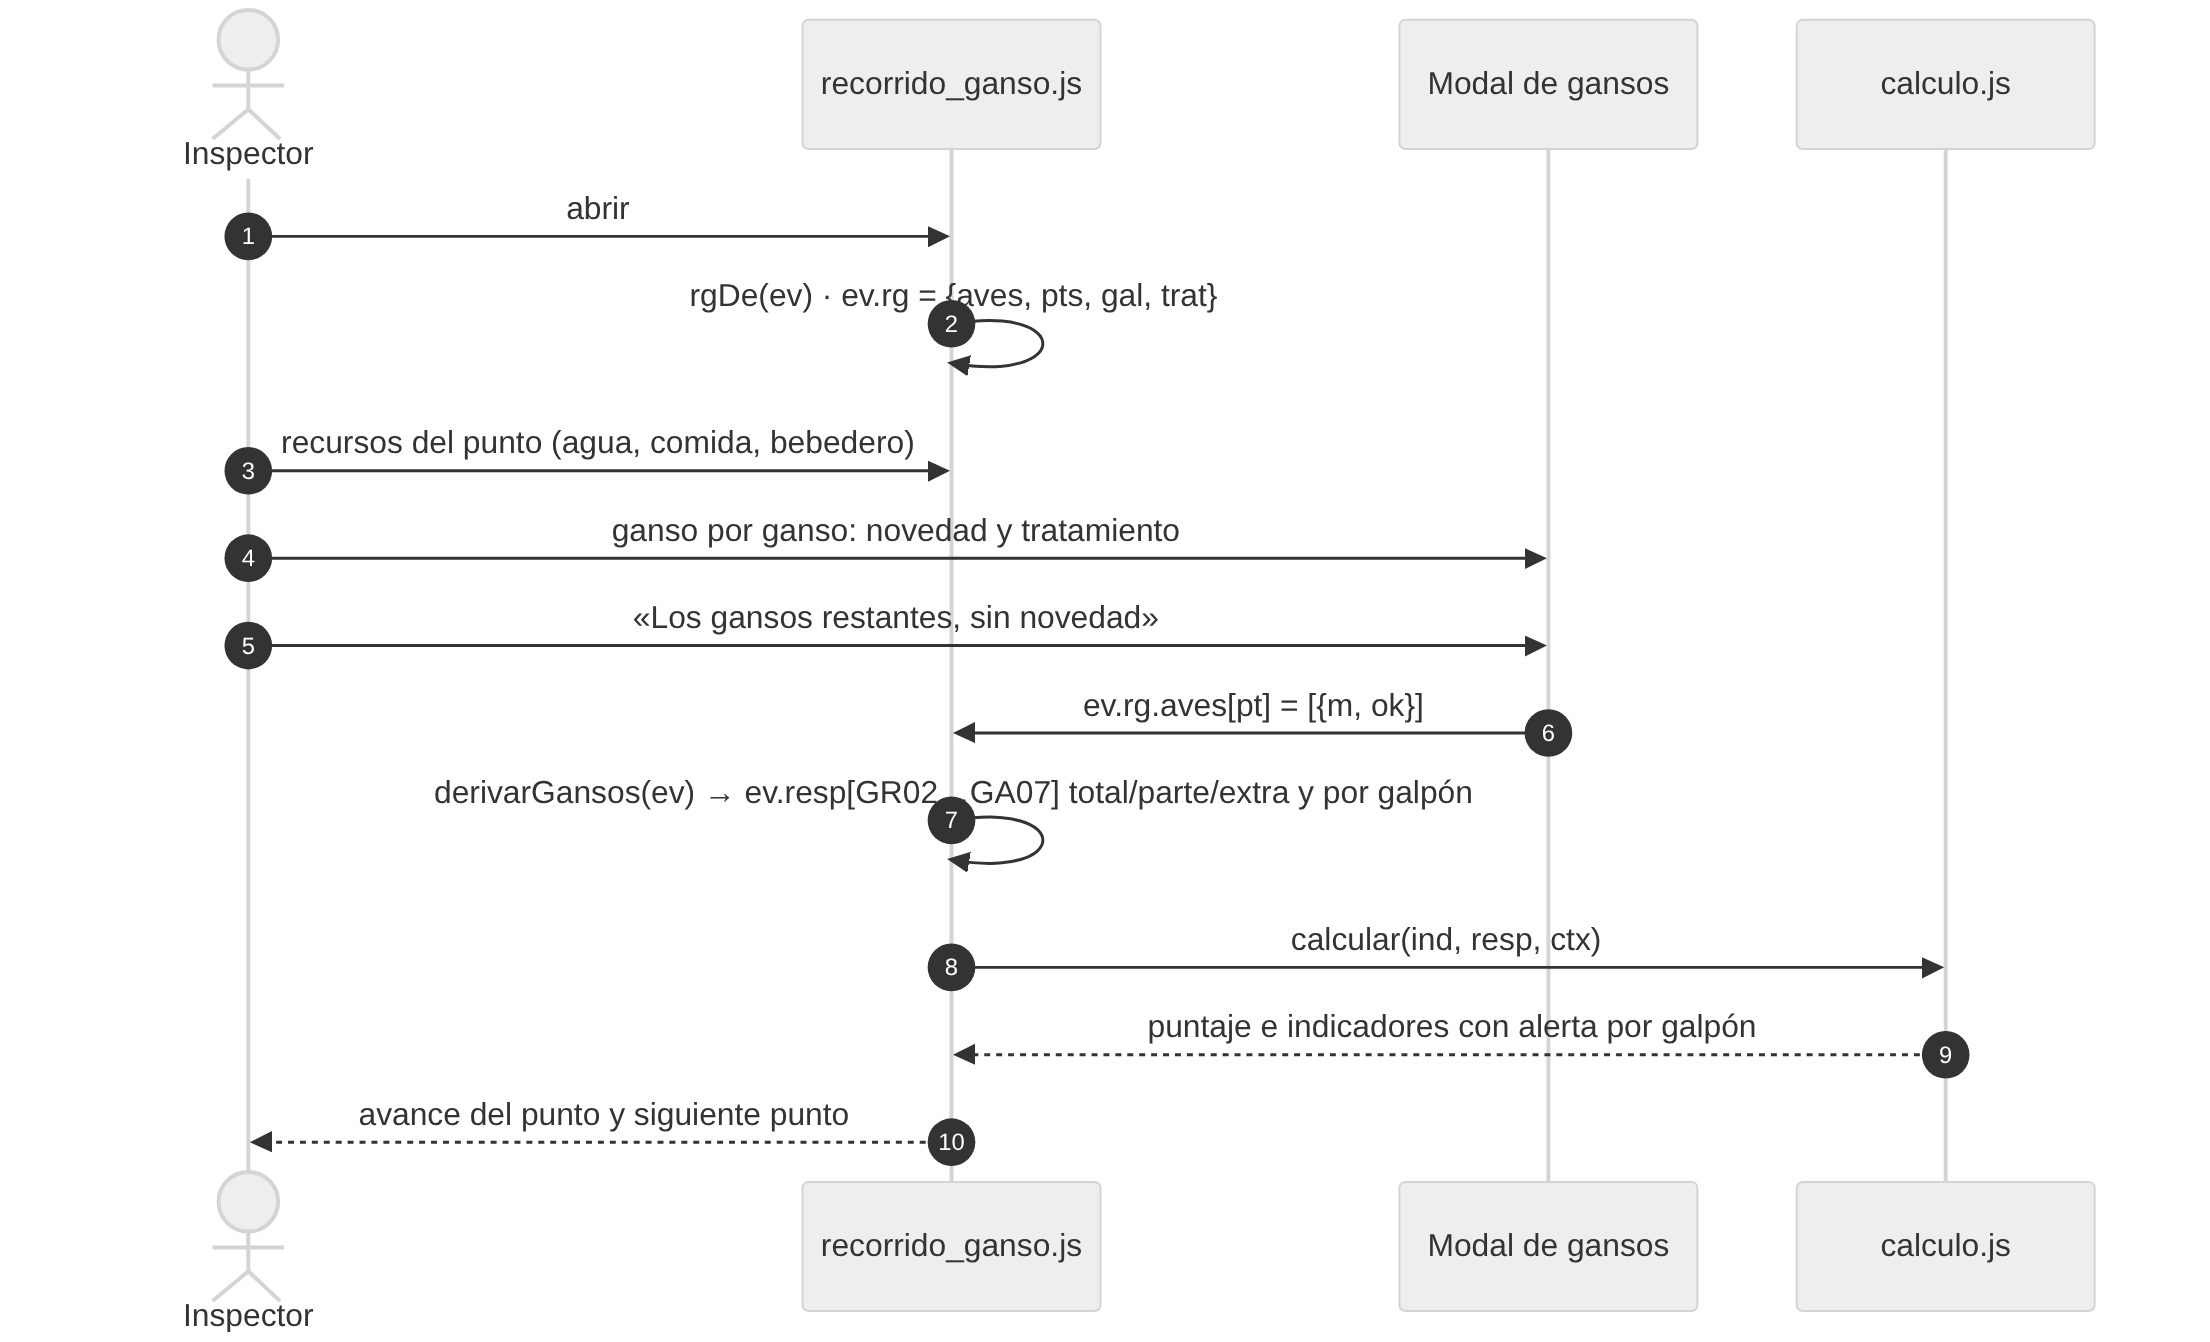 Inspector
recorrido_ganso.js
Modal de gansos
calculo.js
1
abrir
rgDe(ev) · ev.rg = {aves, pts, gal, trat}
2
recursos del punto (agua, comida, bebedero)
3
ganso por ganso: novedad y tratamiento
4
«Los gansos restantes, sin novedad»
5
ev.rg.aves[pt] = [{m, ok}]
6
derivarGansos(ev) → ev.resp[GR02 GA07] total/parte/extra y por galpón
7
calcular(ind, resp, ctx)
8
puntaje e indicadores con alerta por galpón
9
avance del punto y siguiente punto
10
Inspector
recorrido_ganso.js
Modal de gansos
calculo.js